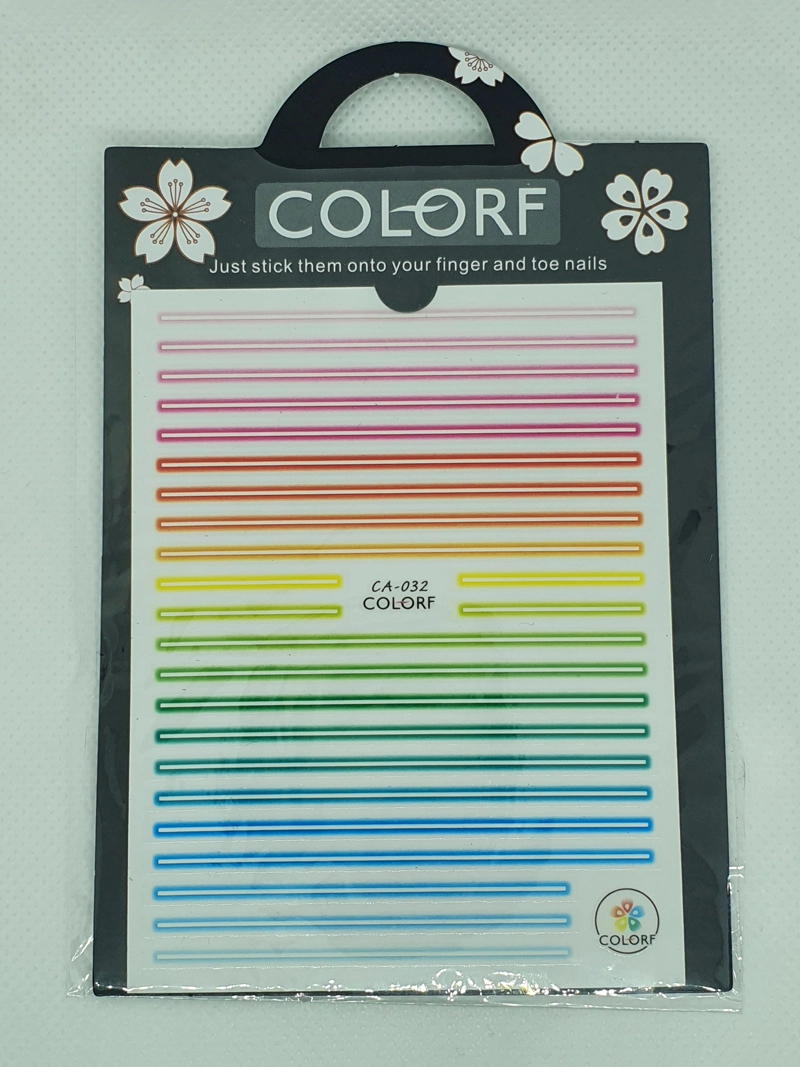 COLORF
Just stick them onto your finger and toe nails
CA-032
COLORF
COLORF